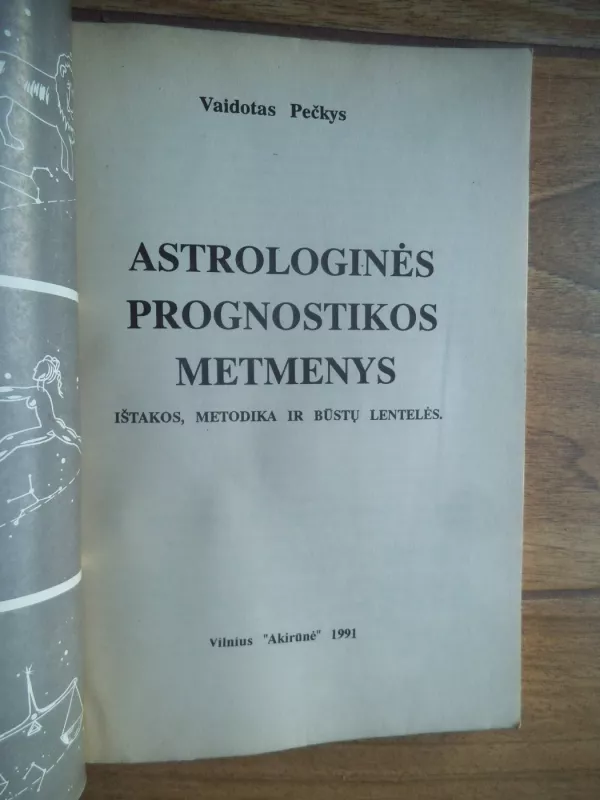 Vaidotas Pečkys
ASTROLOGINĖS
PROGNOSTIKOS
METMENYS
IŠTAKOS, METODIKA IR BŪSTŲ LENTELĖS.
Vilnius "Akirūnė" 1991